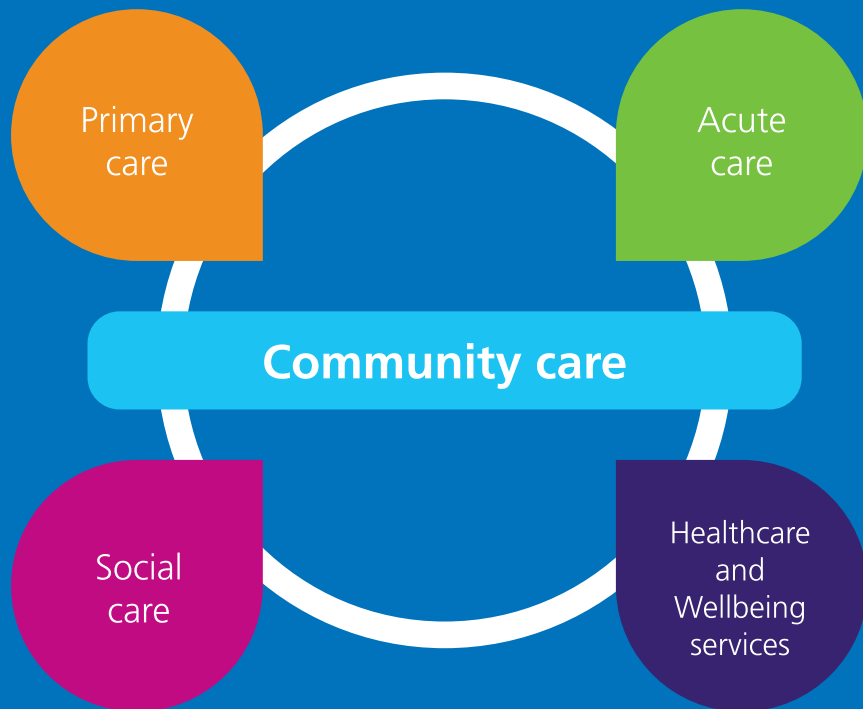 Primary
care
Acute
care
Community care
Social
care
Healthcare
and
Wellbeing
services